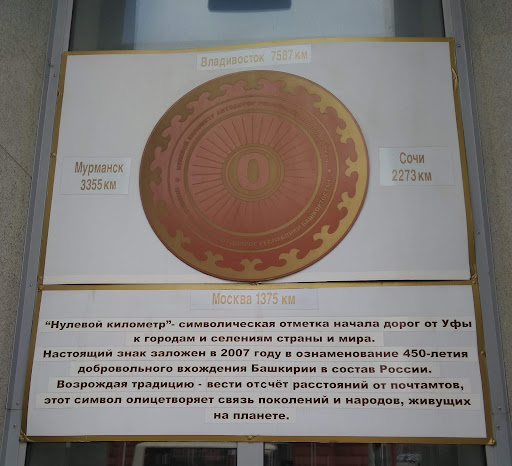 Владивосток 7587 км.
Мурманск
3355 км
0
Сочи
2273 км
Москва 1375 км
“Нулевой километр”- символическая отметка начала дорог от Уфы
к городам и селениям страны и мира.
Настоящий знак заложен в 2007 году в ознаменование 450-летия
добровольного вхождения Башкирии в состав России.
Возрождая традицию - вести отсчёт расстояний от почтамтов,
этот символ олицетворяет связь поколений и народов, живущих
на планете.